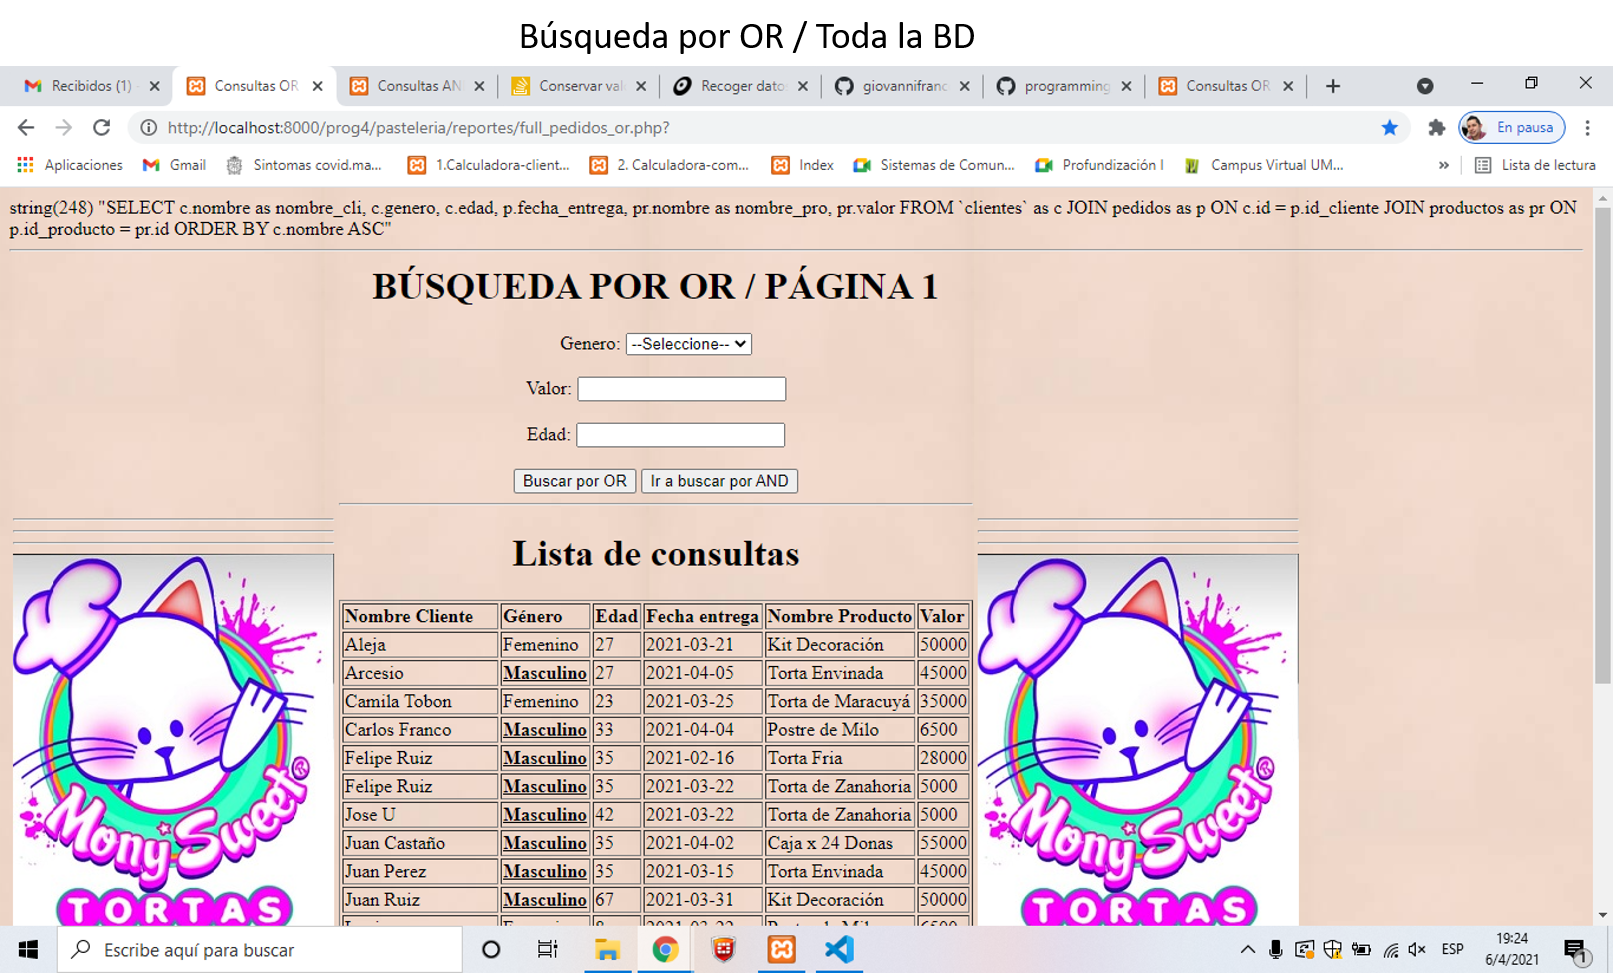 Búsqueda por OR / Toda la BD
Recibidos (1) -
Consultas OR
Consultas AN
Conservar val
Recoger datos
giovannifranc
programming
Consultas OR
http://localhost:8000/prog4/pasteleria/reportes/full_pedidos_or.php?
En pausa
Aplicaciones
Gmail
Sintomas covid.ma...
1.Calculadora-client...
2. Calculadora-com...
Index
Sistemas de Comun...
Profundización I
Campus Virtual UM...
»
Lista de lectura
string(248) "SELECT c.nombre as nombre_cli, c.genero, c.edad, p.fecha_entrega, pr.nombre as nombre_pro, pr.valor FROM `clientes` as c JOIN pedidos as p ON c.id = p.id_cliente JOIN productos as pr ON
p.id_producto = pr.id ORDER BY c.nombre ASC"
BÚSQUEDA POR OR / PÁGINA 1
Genero: --Seleccione--
Valor:
Edad:
Buscar por OR Ir a buscar por AND
Lista de consultas
Nombre Cliente Género Edad Fecha entrega Nombre Producto Valor
Aleja Femenino 27 2021-03-21 Kit Decoración 50000
Arcesio Masculino 27 2021-04-05 Torta Envinada 45000
Camila Tobon Femenino 23 2021-03-25 Torta de Maracuyá 35000
Carlos Franco Masculino 33 2021-04-04 Postre de Milo 6500
Felipe Ruiz Masculino 35 2021-02-16 Torta Fria 28000
Felipe Ruiz Masculino 35 2021-03-22 Torta de Zanahoria 5000
Jose U Masculino 42 2021-03-22 Torta de Zanahoria 5000
Juan Castaño Masculino 35 2021-04-02 Caja x 24 Donas 55000
Juan Perez Masculino 35 2021-03-15 Torta Envinada 45000
Juan Ruiz Masculino 67 2021-03-31 Kit Decoración 50000
Mony Sweet®
TORTAS
Mony Sweet®
TORTAS
Escribe aquí para buscar
ESP
19:24
6/4/2021
1